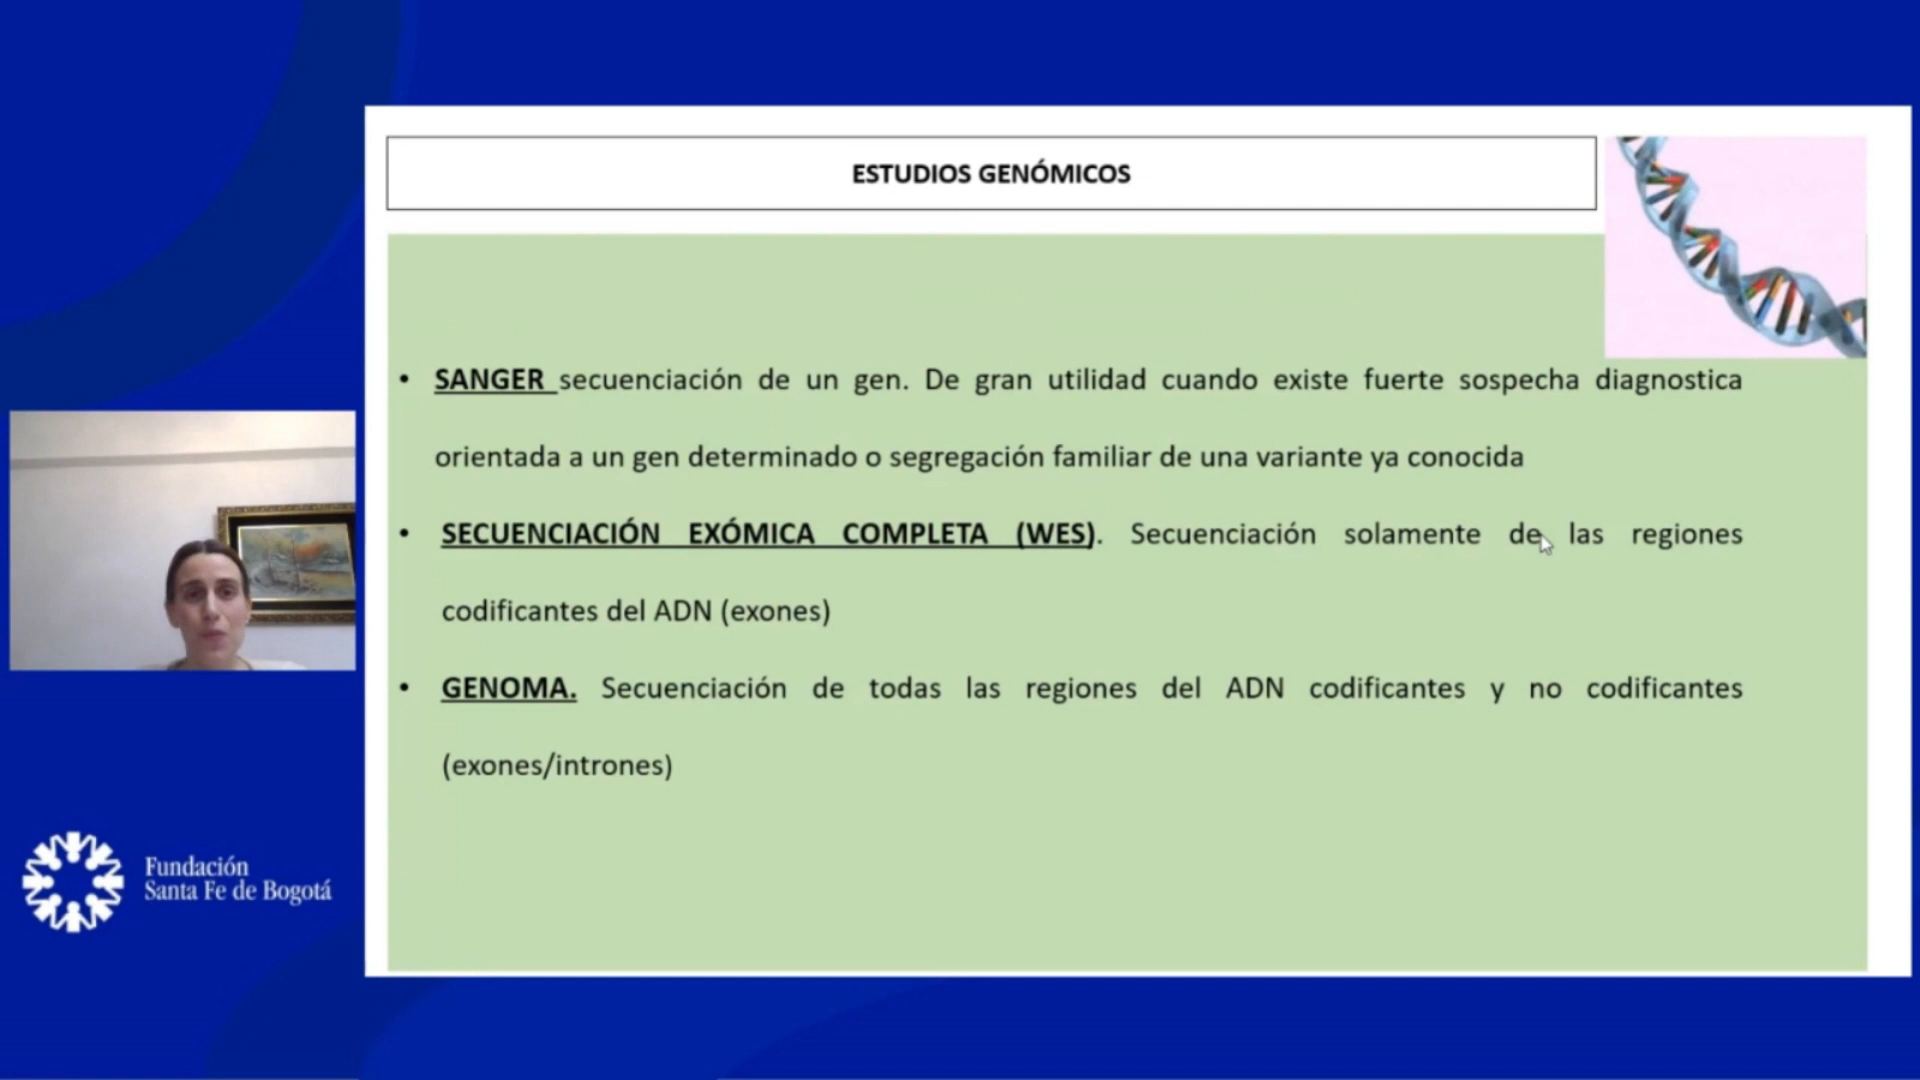 ESTUDIOS GENÓMICOS
• SANGER secuenciación de un gen. De gran utilidad cuando existe fuerte sospecha diagnostica
orientada a un gen determinado o segregación familiar de una variante ya conocida
• SECUENCIACIÓN EXÓMICA COMPLETA (WES). Secuenciación solamente de las regiones
codificantes del ADN (exones)
• GENOMA. Secuenciación de todas las regiones del ADN codificantes y no codificantes
(exones/intrones)
Fundación
Santa Fe de Bogotá